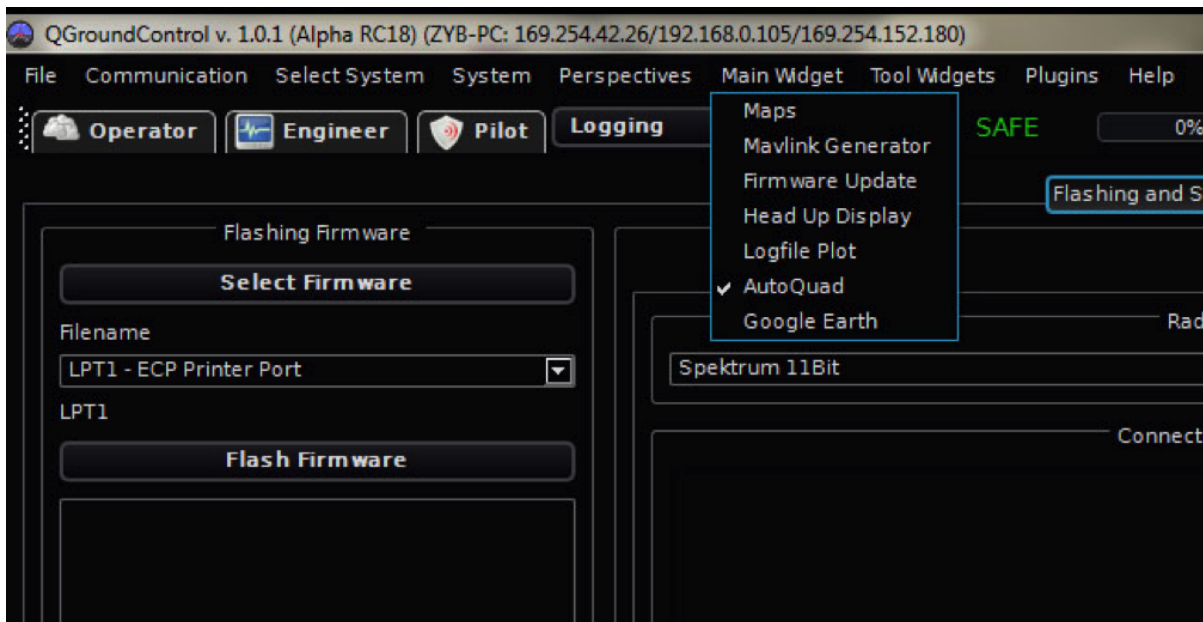 QGroundControl v. 1.0.1 (Alpha RC18) (ZYB-PC: 169.254.42.26/192.168.0.105/169.254.152.180)
File Communication Select System System Perspectives Main Widget Tool Widgets Plugins Help
Operator Engineer Pilot Logging SAFE 0%
Maps
Mavlink Generator
Firmware Update
Head Up Display
Logfile Plot
AutoQuad
Google Earth
Flashing and S
Flashing Firmware
Select Firmware
Filename
LPT1 - ECP Printer Port
LPT1
Flash Firmware
Rad
Spektrum 11Bit
Connect